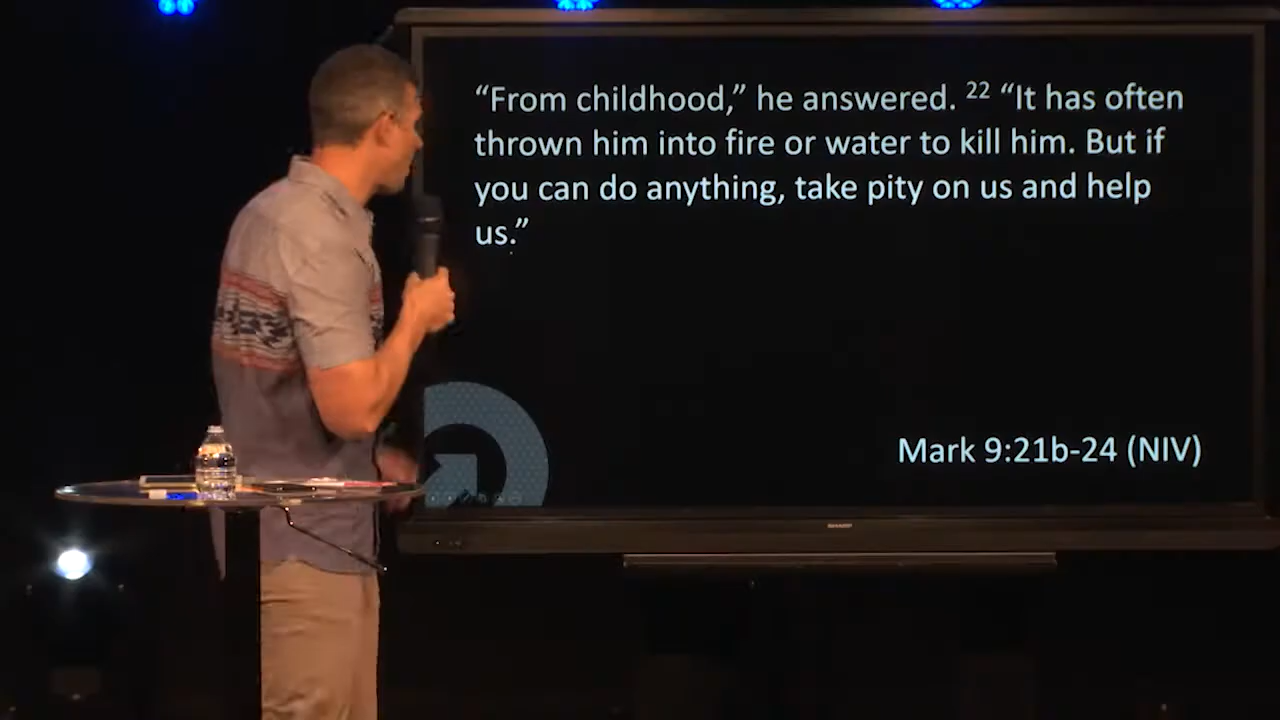 “From childhood,” he answered. 22 “It has often
thrown him into fire or water to kill him. But if
you can do anything, take pity on us and help
us.”
Mark 9:21b-24 (NIV)
SHARP